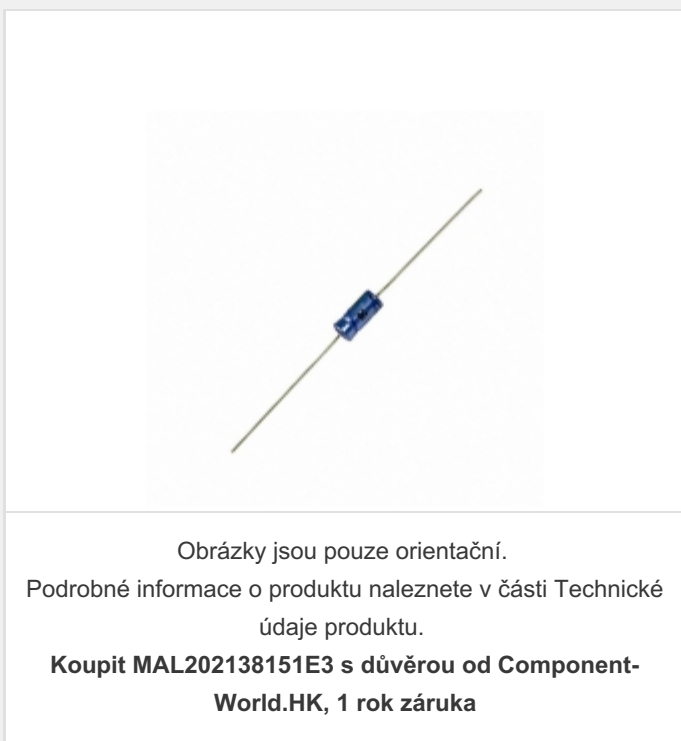 Obrázky jsou pouze orientační.
Podrobné informace o produktu naleznete v části Technické
údaje produktu.
Koupit MAL202138151E3 s důvěrou od Component-
World.HK, 1 rok záruka